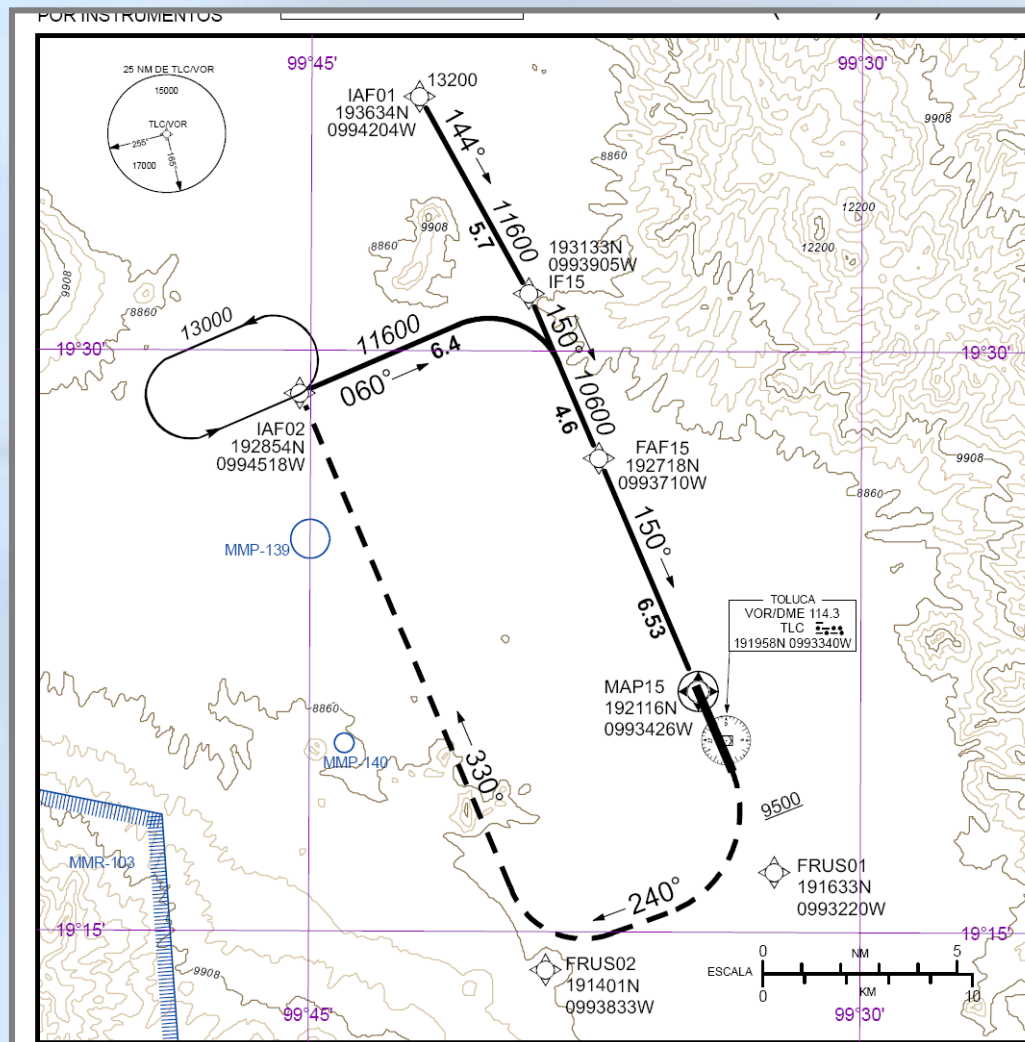 POR INSTRUMENTOS
99°45'
99°30'
25 NM DE TLC/VOR
15000
TLC/VOR
255°
165°
17000
IAF01
193634N
0994204W
13200
144°
11600
5.7
193133N
0993905W
IF15
9908
8860
12200
12200
9908
8860
9908
8860
13000
19°30'
19°30'
11600
6.4
060°
150°
10600
4.6
IAF02
192854N
0994518W
FAF15
192718N
0993710W
9908
8860
MMP-139
150°
6.53
TOLUCA
VOR/DME 114.3
TLC
191958N 0993340W
MAP15
192116N
0993426W
8860
MMP-140
330°
9500
MMR-103
FRUS01
191633N
0993220W
240°
19°15'
19°15'
FRUS02
191401N
0993833W
9908
ESCALA
0
NM
5
0
KM
10
99°45'
99°30'